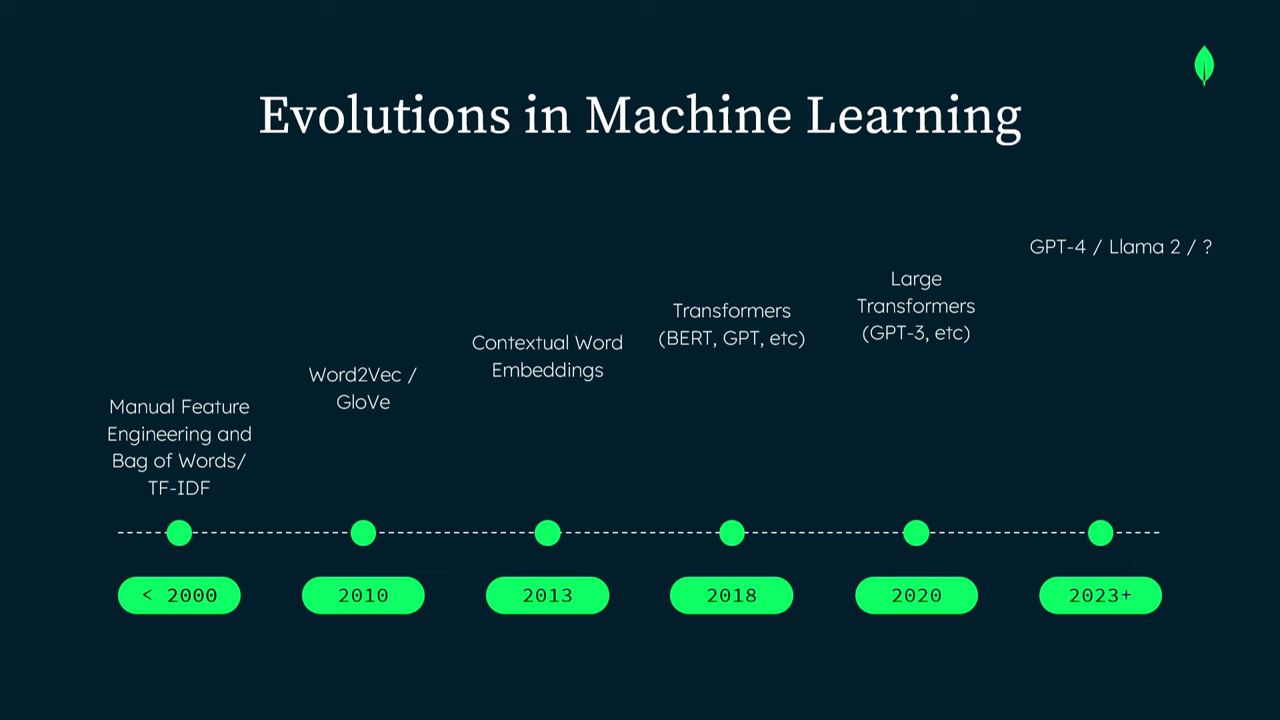 Evolutions in Machine Learning
Manual Feature
Engineering and
Bag of Words/
TF-IDF
Word2Vec /
GloVe
Contextual Word
Embeddings
Transformers
(BERT, GPT, etc)
Large
Transformers
(GPT-3, etc)
GPT-4 / Llama 2 / ?
< 2000
2010
2013
2018
2020
2023+